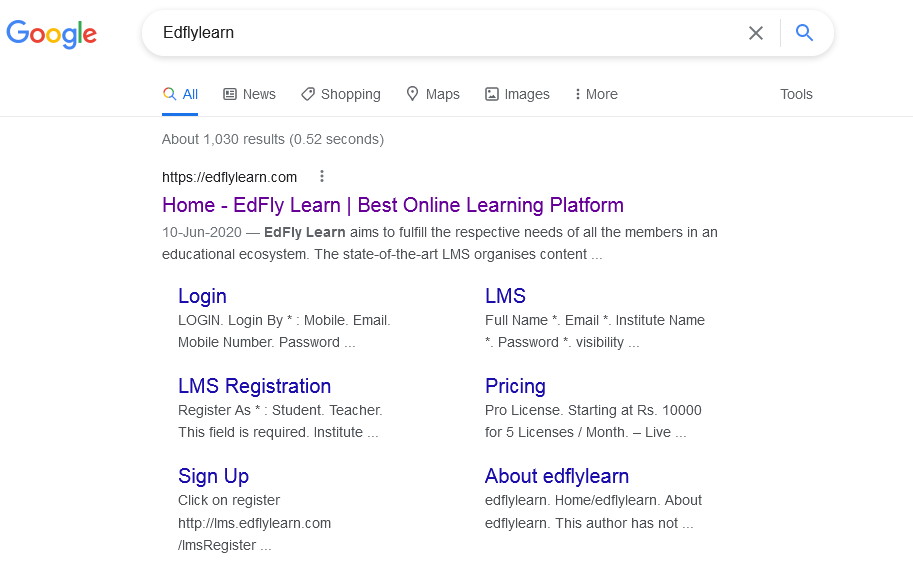 Google
Edflylearn
All News Shopping Maps Images More Tools
About 1,030 results (0.52 seconds)
https://edflylearn.com
Home - EdFly Learn | Best Online Learning Platform
10-Jun-2020 — EdFly Learn aims to fulfill the respective needs of all the members in an
educational ecosystem. The state-of-the-art LMS organises content ...
Login
LOGIN. Login By * : Mobile. Email.
Mobile Number. Password ...
LMS
Full Name *. Email *. Institute Name
*. Password *. visibility ...
LMS Registration
Register As * : Student. Teacher.
This field is required. Institute ...
Pricing
Pro License. Starting at Rs. 10000
for 5 Licenses / Month. – Live ...
Sign Up
Click on register
http://lms.edflylearn.com
/lmsRegister ...
About edflylearn
edflylearn. Home/edflylearn. About
edflylearn. This author has not ...